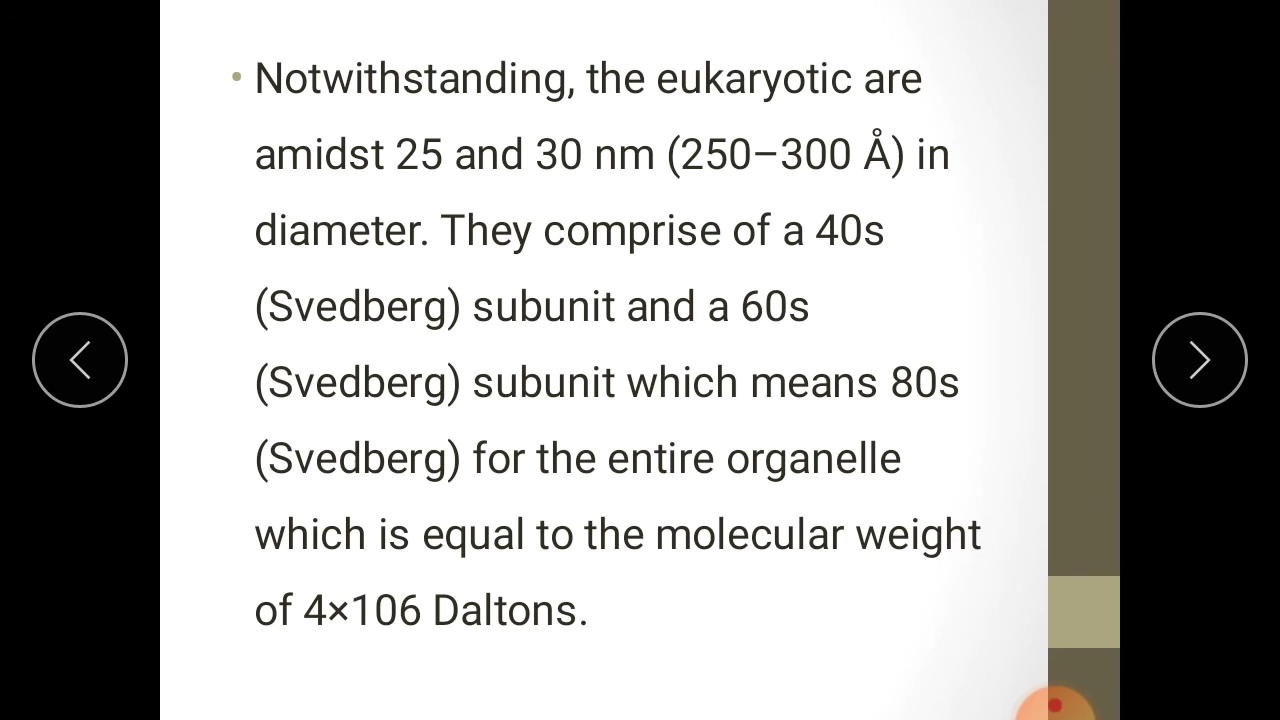 • Notwithstanding, the eukaryotic are
amidst 25 and 30 nm (250–300 Å) in
diameter. They comprise of a 40s
(Svedberg) subunit and a 60s
(Svedberg) subunit which means 80s
(Svedberg) for the entire organelle
which is equal to the molecular weight
of 4×106 Daltons.